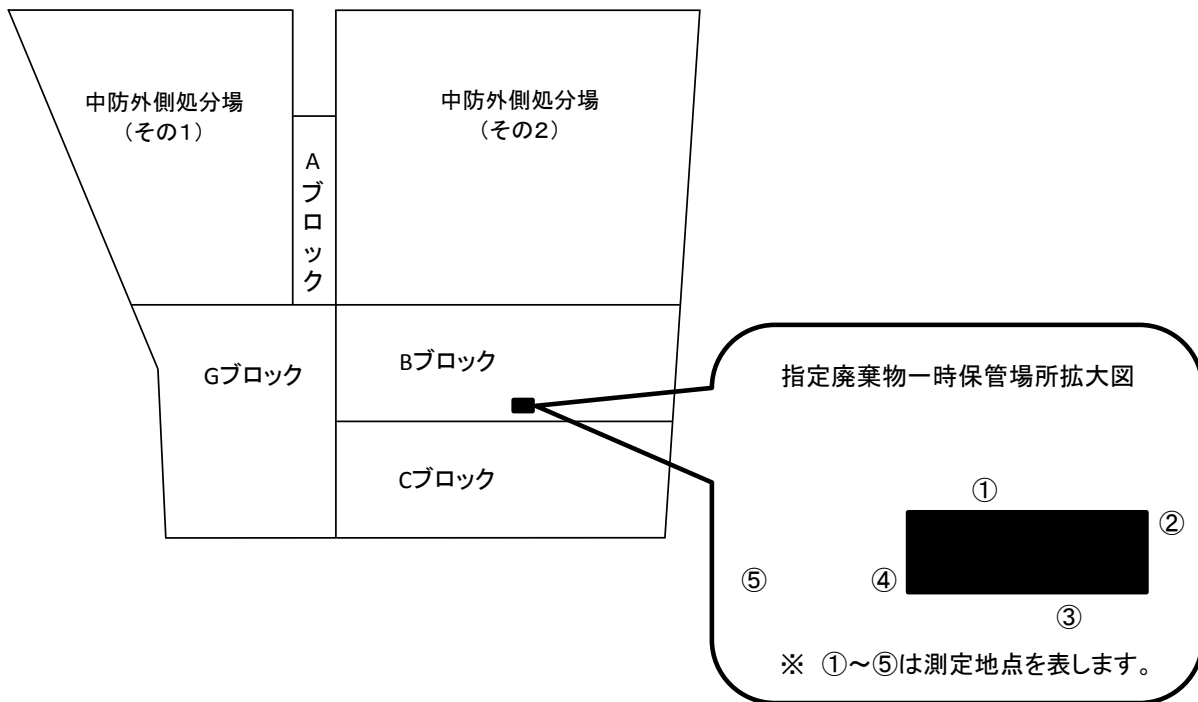 中防外側処分場
（その１）
中防外側処分場
（その２）
Aブロック
Gブロック
Bブロック
Cブロック
指定廃棄物一時保管場所拡大図
①
②
③
④
⑤
※　①～⑤は測定地点を表します。